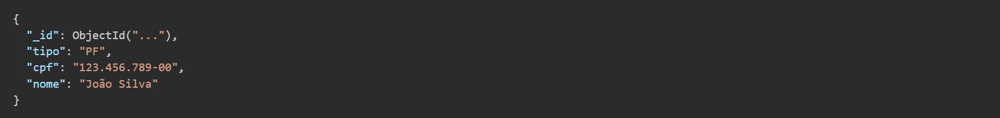 {
  "_id": ObjectId("..."),
  "tipo": "PF",
  "cpf": "123.456.789-00",
  "nome": "João Silva"
}